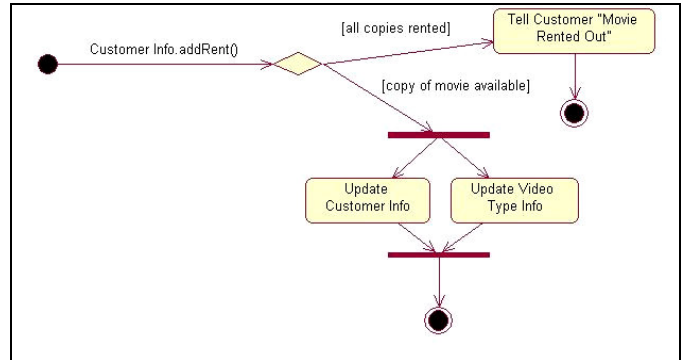 Customer Info.addRent()
[all copies rented]
Tell Customer "Movie
Rented Out"
[copy of movie available]
Update
Customer Info
Update Video
Type Info